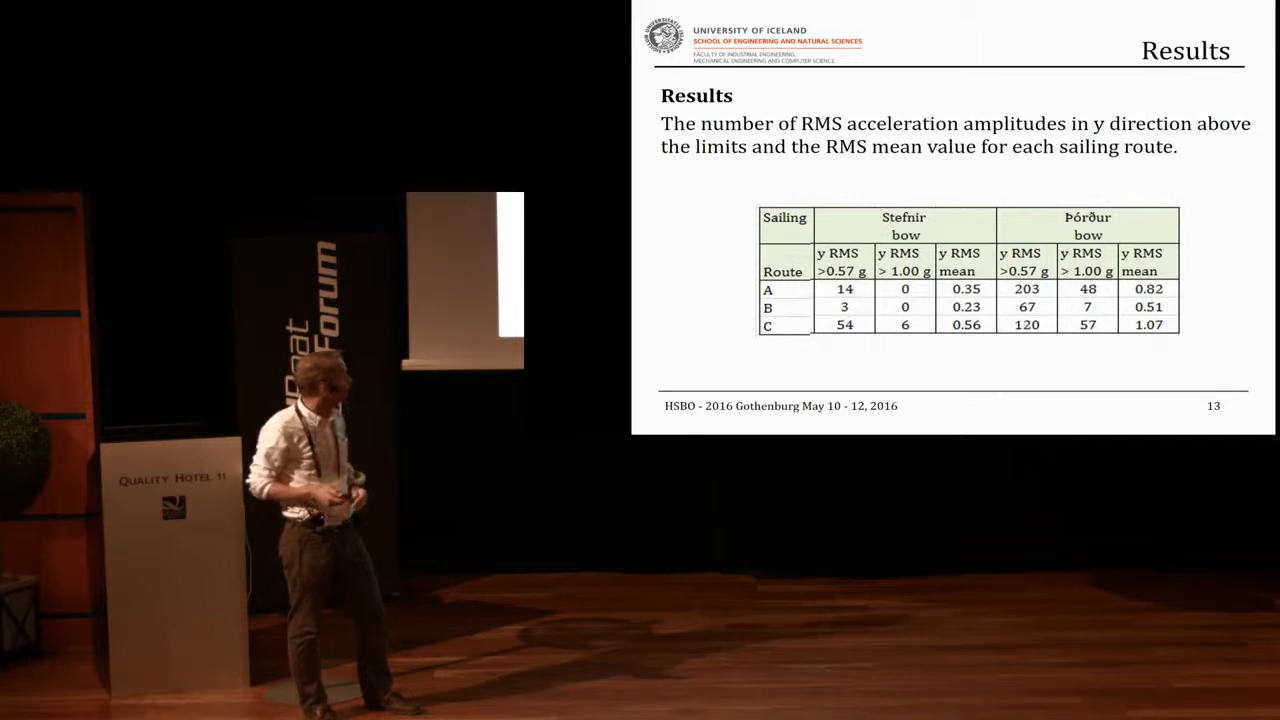 UNIVERSITY OF ICELAND
SCHOOL OF ENGINEERING AND NATURAL SCIENCES
FACULTY OF INDUSTRIAL ENGINEERING,
MECHANICAL ENGINEERING AND COMPUTER SCIENCE
Results
Results
The number of RMS acceleration amplitudes in y direction above
the limits and the RMS mean value for each sailing route.
Sailing Stefnir Þórður
bow bow
y RMS y RMS y RMS y RMS y RMS y RMS
Route >0.57 g > 1.00 g mean >0.57 g > 1.00 g mean
A 14 0 0.35 203 48 0.82
B 3 0 0.23 67 7 0.51
C 54 6 0.56 120 57 1.07
HSBO - 2016 Gothenburg May 10 - 12, 2016 13
Forum
QUALITY HOTEL 11